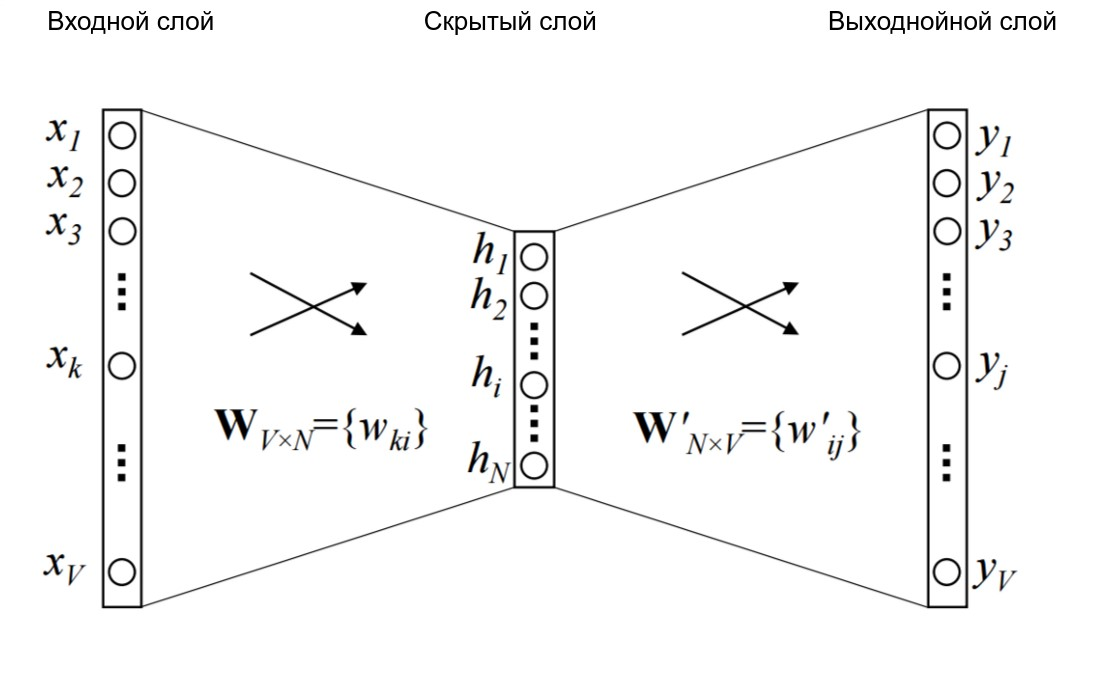 Входной слой
Скрытый слой
Выходнойной слой
x1
x2
x3
xk
xV
WV×N={wki}
h1
h2
hi
hN
W'N×V={w'ij}
y1
y2
y3
yj
yV